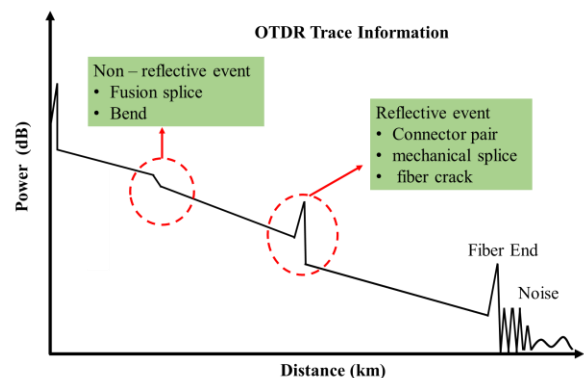 OTDR Trace Information
Non – reflective event
• Fusion splice
• Bend
Reflective event
• Connector pair
• mechanical splice
• fiber crack
Power (dB)
Fiber End
Noise
Distance (km)